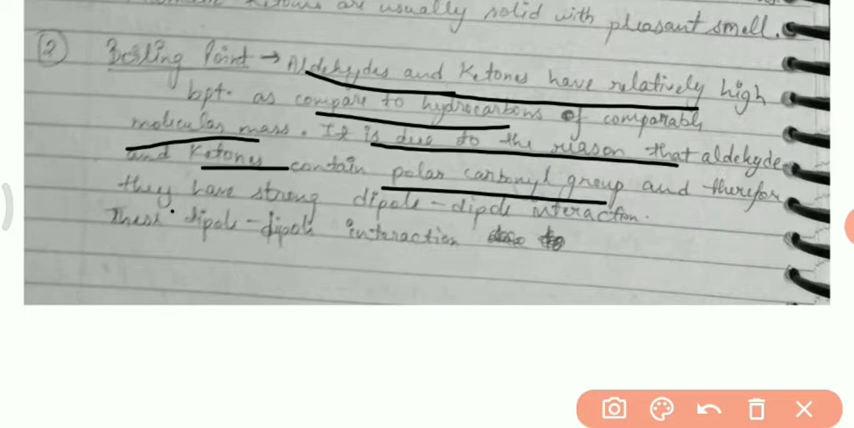 Ketones are usually solid with pleasant smell.
② Boiling Point → Aldehydes and Ketones have relatively high
bpt. as compare to hydrocarbons of comparable
molecular mass. It is due to the reason that aldehyde
and Ketones contain polar carbonyl group and therefor
they have strong dipole-dipole interaction.
These dipole-dipole interaction